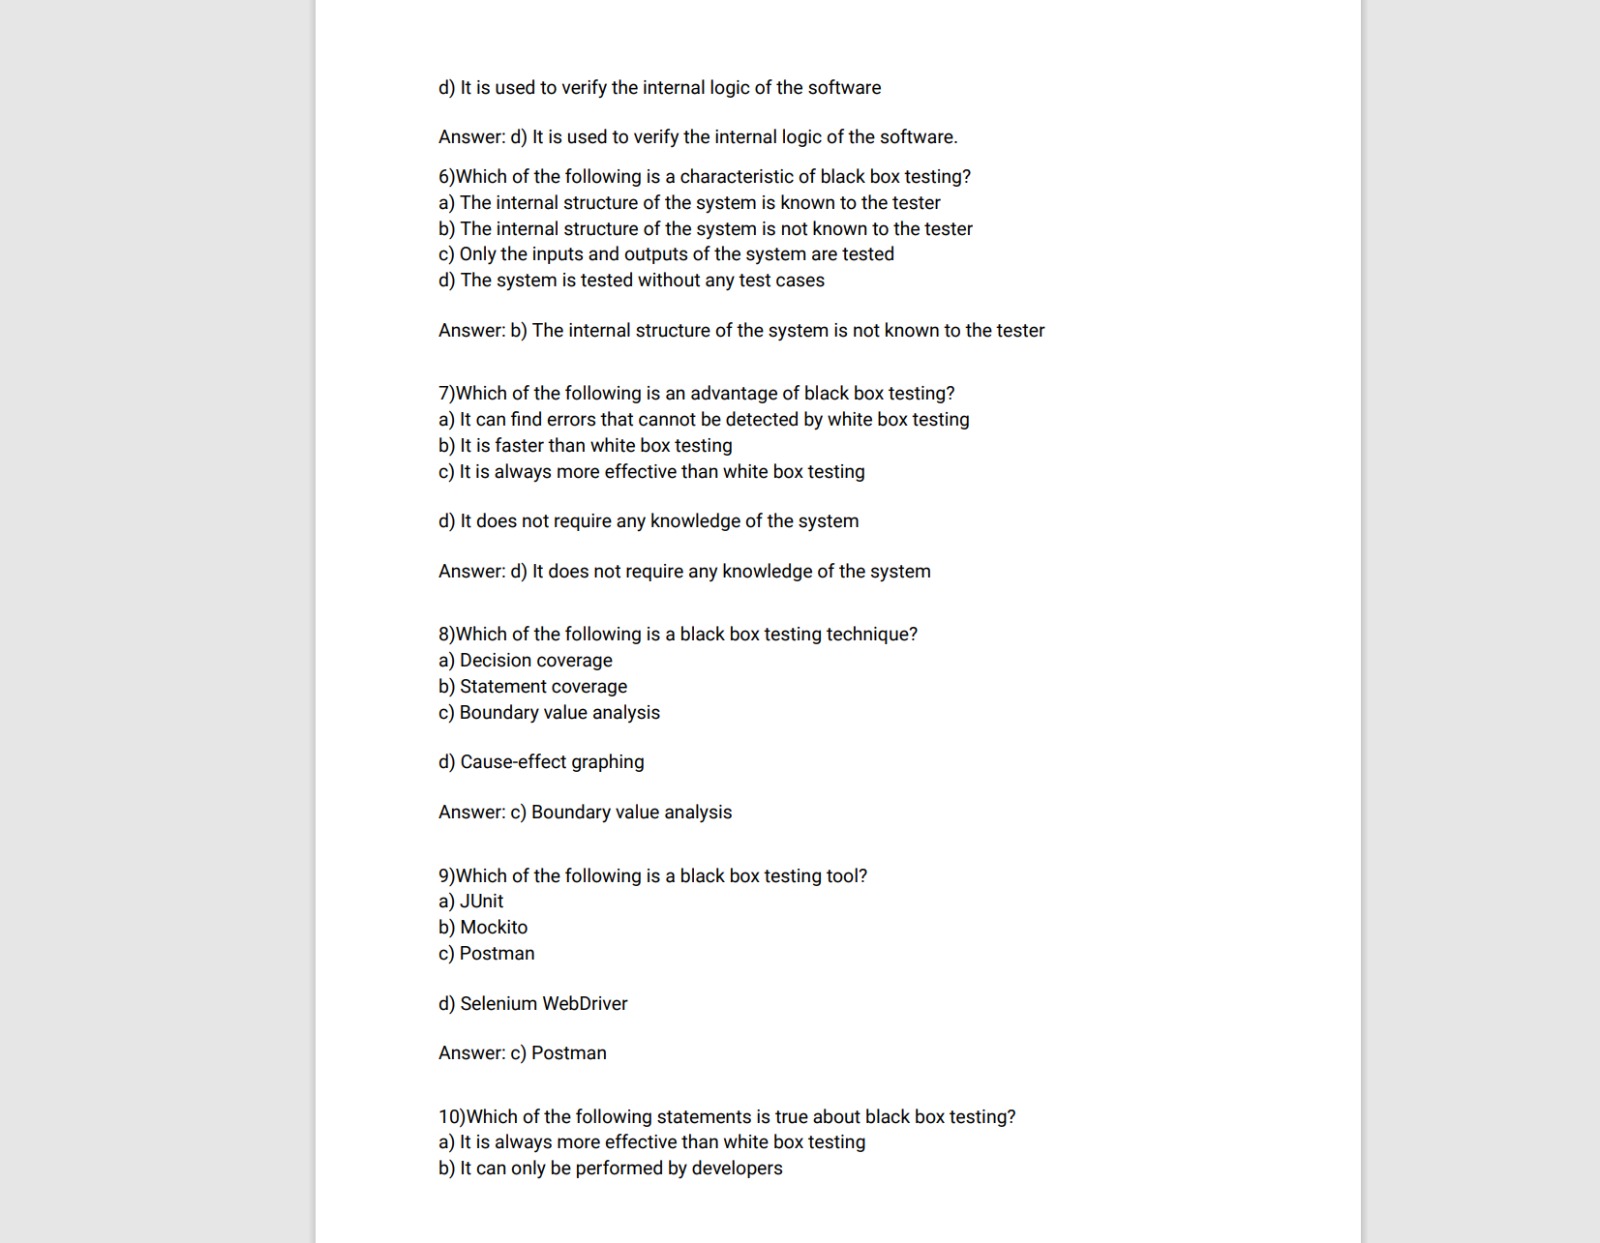 d) It is used to verify the internal logic of the software
Answer: d) It is used to verify the internal logic of the software.
6)Which of the following is a characteristic of black box testing?
a) The internal structure of the system is known to the tester
b) The internal structure of the system is not known to the tester
c) Only the inputs and outputs of the system are tested
d) The system is tested without any test cases
Answer: b) The internal structure of the system is not known to the tester
7)Which of the following is an advantage of black box testing?
a) It can find errors that cannot be detected by white box testing
b) It is faster than white box testing
c) It is always more effective than white box testing
d) It does not require any knowledge of the system
Answer: d) It does not require any knowledge of the system
8)Which of the following is a black box testing technique?
a) Decision coverage
b) Statement coverage
c) Boundary value analysis
d) Cause-effect graphing
Answer: c) Boundary value analysis
9)Which of the following is a black box testing tool?
a) JUnit
b) Mockito
c) Postman
d) Selenium WebDriver
Answer: c) Postman
10)Which of the following statements is true about black box testing?
a) It is always more effective than white box testing
b) It can only be performed by developers